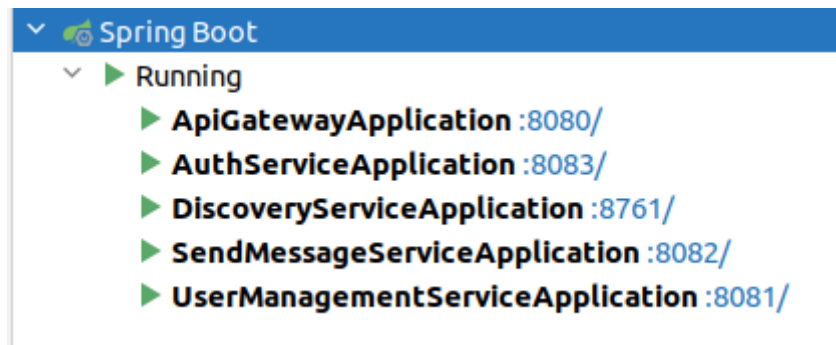 Spring Boot
Running
ApiGatewayApplication :8080/
AuthServiceApplication :8083/
DiscoveryServiceApplication :8761/
SendMessageServiceApplication :8082/
UserManagementServiceApplication :8081/